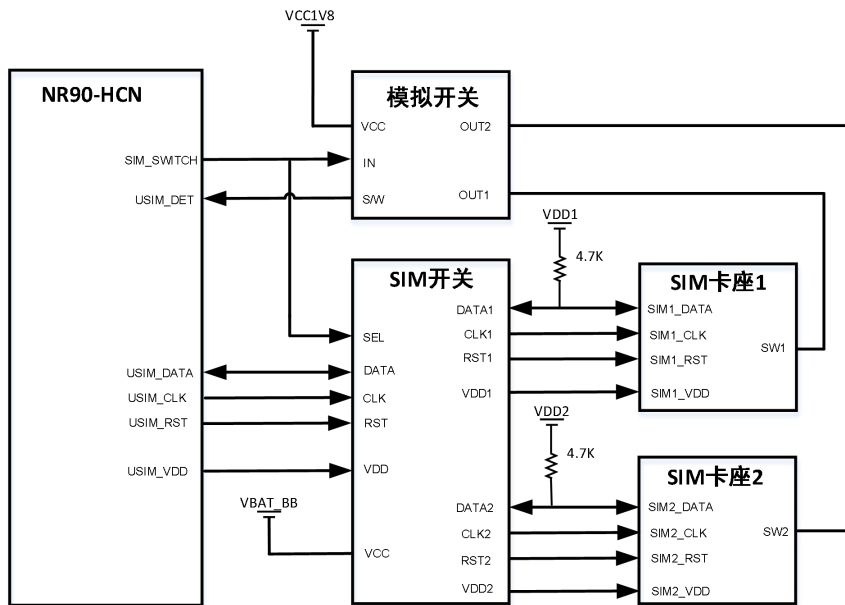 VCC1V8
NR90-HCN
SIM_SWITCH
USIM_DET
USIM_DATA
USIM_CLK
USIM_RST
USIM_VDD
模拟开关
VCC
OUT2
IN
S/W
OUT1
VDD1
4.7K
SIM开关
DATA1
SEL
CLK1
RST1
DATA
CLK
VDD1
RST
VDD
DATA2
CLK2
VCC
RST2
VDD2
VBAT_BB
SIM卡座1
SIM1_DATA
SIM1_CLK
SW1
SIM1_RST
SIM1_VDD
VDD2
4.7K
SIM卡座2
SIM2_DATA
SIM2_CLK
SW2
SIM2_RST
SIM2_VDD